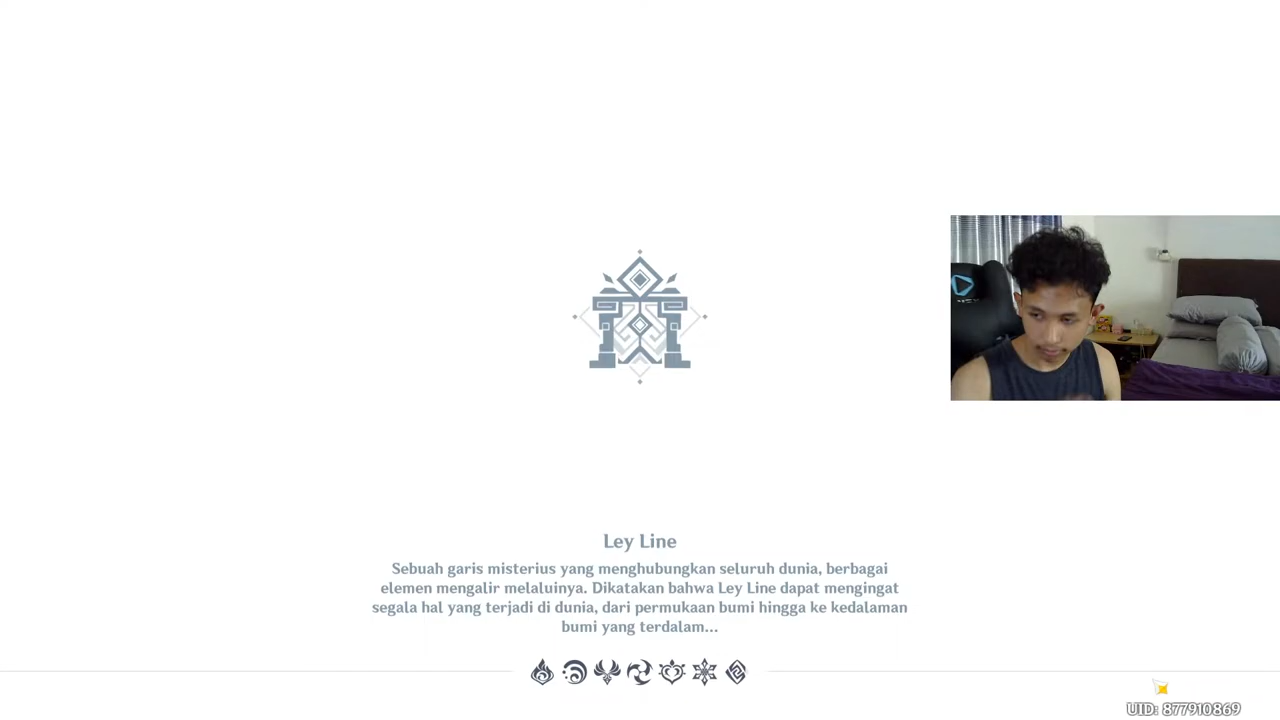 Ley Line
Sebuah garis misterius yang menghubungkan seluruh dunia, berbagai
elemen mengalir melaluinya. Dikatakan bahwa Ley Line dapat mengingat
segala hal yang terjadi di dunia, dari permukaan bumi hingga ke kedalaman
bumi yang terdalam...
UID: 877910869